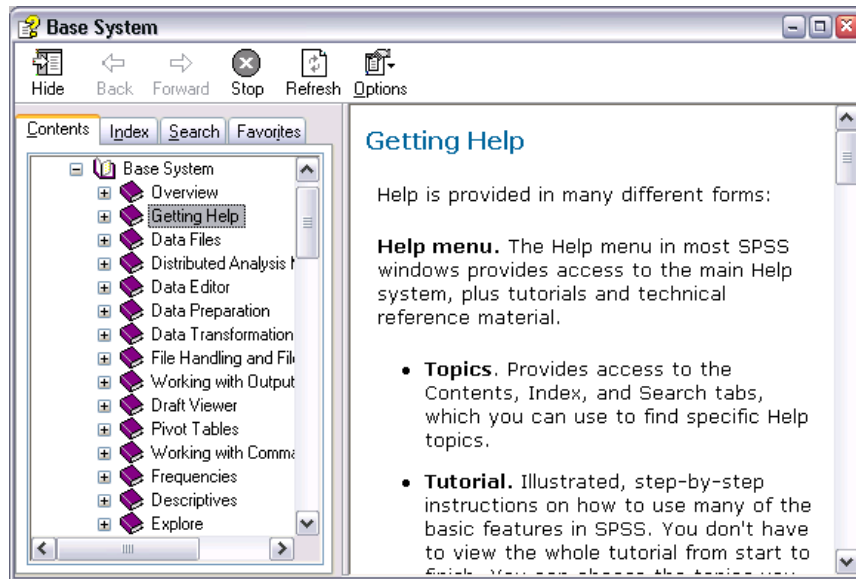 Base System
Hide Back Forward Stop Refresh Options
Contents Index Search Favorites
Base System
Overview
Getting Help
Data Files
Distributed Analysis
Data Editor
Data Preparation
Data Transformation
File Handling and
Working with Output
Draft Viewer
Pivot Tables
Working with
Frequencies
Descriptives
Explore
Getting Help
Help is provided in many different forms:
Help menu. The Help menu in most SPSS
windows provides access to the main Help
system, plus tutorials and technical
reference material.
• Topics. Provides access to the
Contents, Index, and Search tabs,
which you can use to find specific Help
topics.
• Tutorial. Illustrated, step-by-step
instructions on how to use many of the
basic features in SPSS. You don't have
to view the whole tutorial from start to